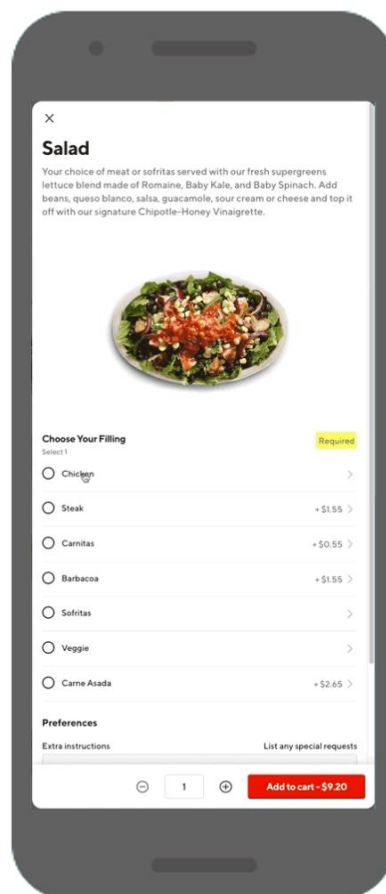 Salad
Your choice of meat or sofritas served with our fresh supergreens
lettuce blend made of Romaine, Baby Kale, and Baby Spinach. Add
beans, queso blanco, salsa, guacamole, sour cream or cheese and top it
off with our signature Chipotle-Honey Vinaigrette.
Choose Your Filling Required
Select 1
Chicken
Steak + $1.55
Carnitas + $0.55
Barbacoa + $1.55
Sofritas
Veggie
Carne Asada + $2.65
Preferences
Extra instructions List any special requests
1 Add to cart - $9.20